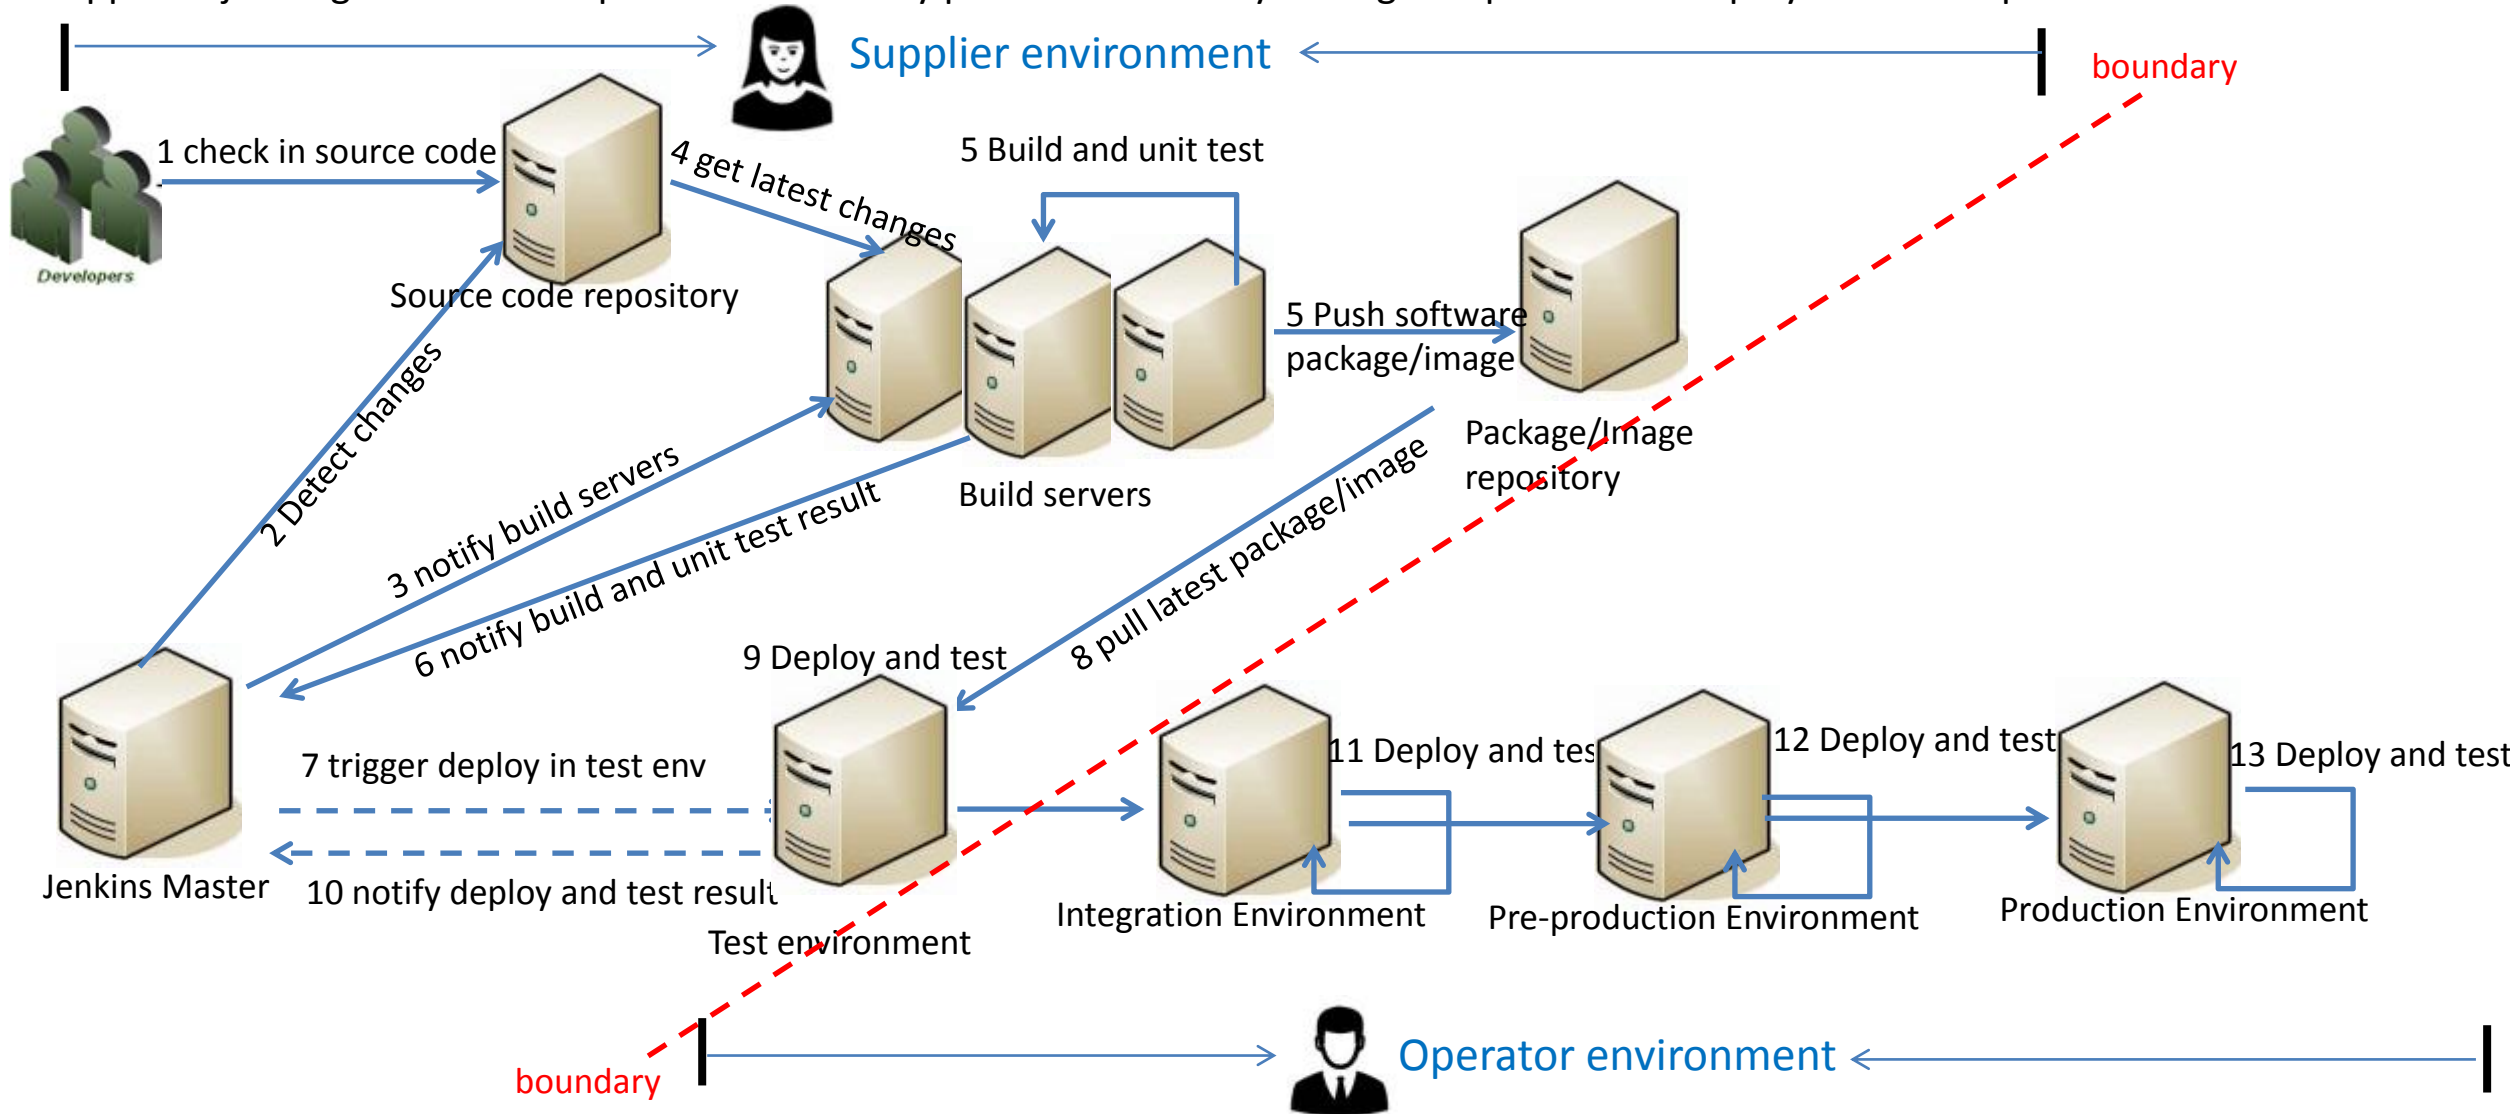 Supplier environment
boundary
1 check in source code
4 get latest changes
5 Build and unit test
Developers
Source code repository
5 Push software
package/image
2 Detect changes
3 notify build servers
6 notify build and unit test result
Build servers
8 pull latest package/image
Package/Image
repository
9 Deploy and test
7 trigger deploy in test env
11 Deploy and tes
12 Deploy and test
13 Deploy and test
Jenkins Master
10 notify deploy and test result
Test environment
Integration Environment
Pre-production Environment
Production Environment
boundary
Operator environment